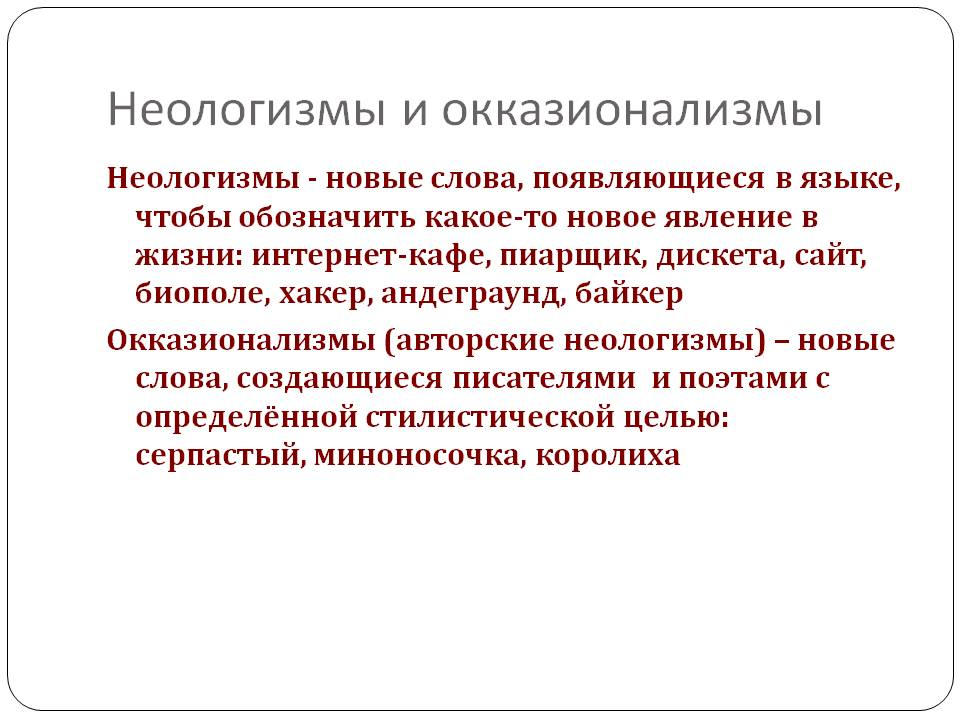 Неологизмы и окказионализмы
Неологизмы - новые слова, появляющиеся в языке,
чтобы обозначить какое-то новое явление в
жизни: интернет-кафе, пиарщик, дискета, сайт,
биополе, хакер, андеграунд, байкер
Окказионализмы (авторские неологизмы) – новые
слова, создающиеся писателями  и поэтами с
определённой стилистической целью:
серпастый, миноносочка, королиха